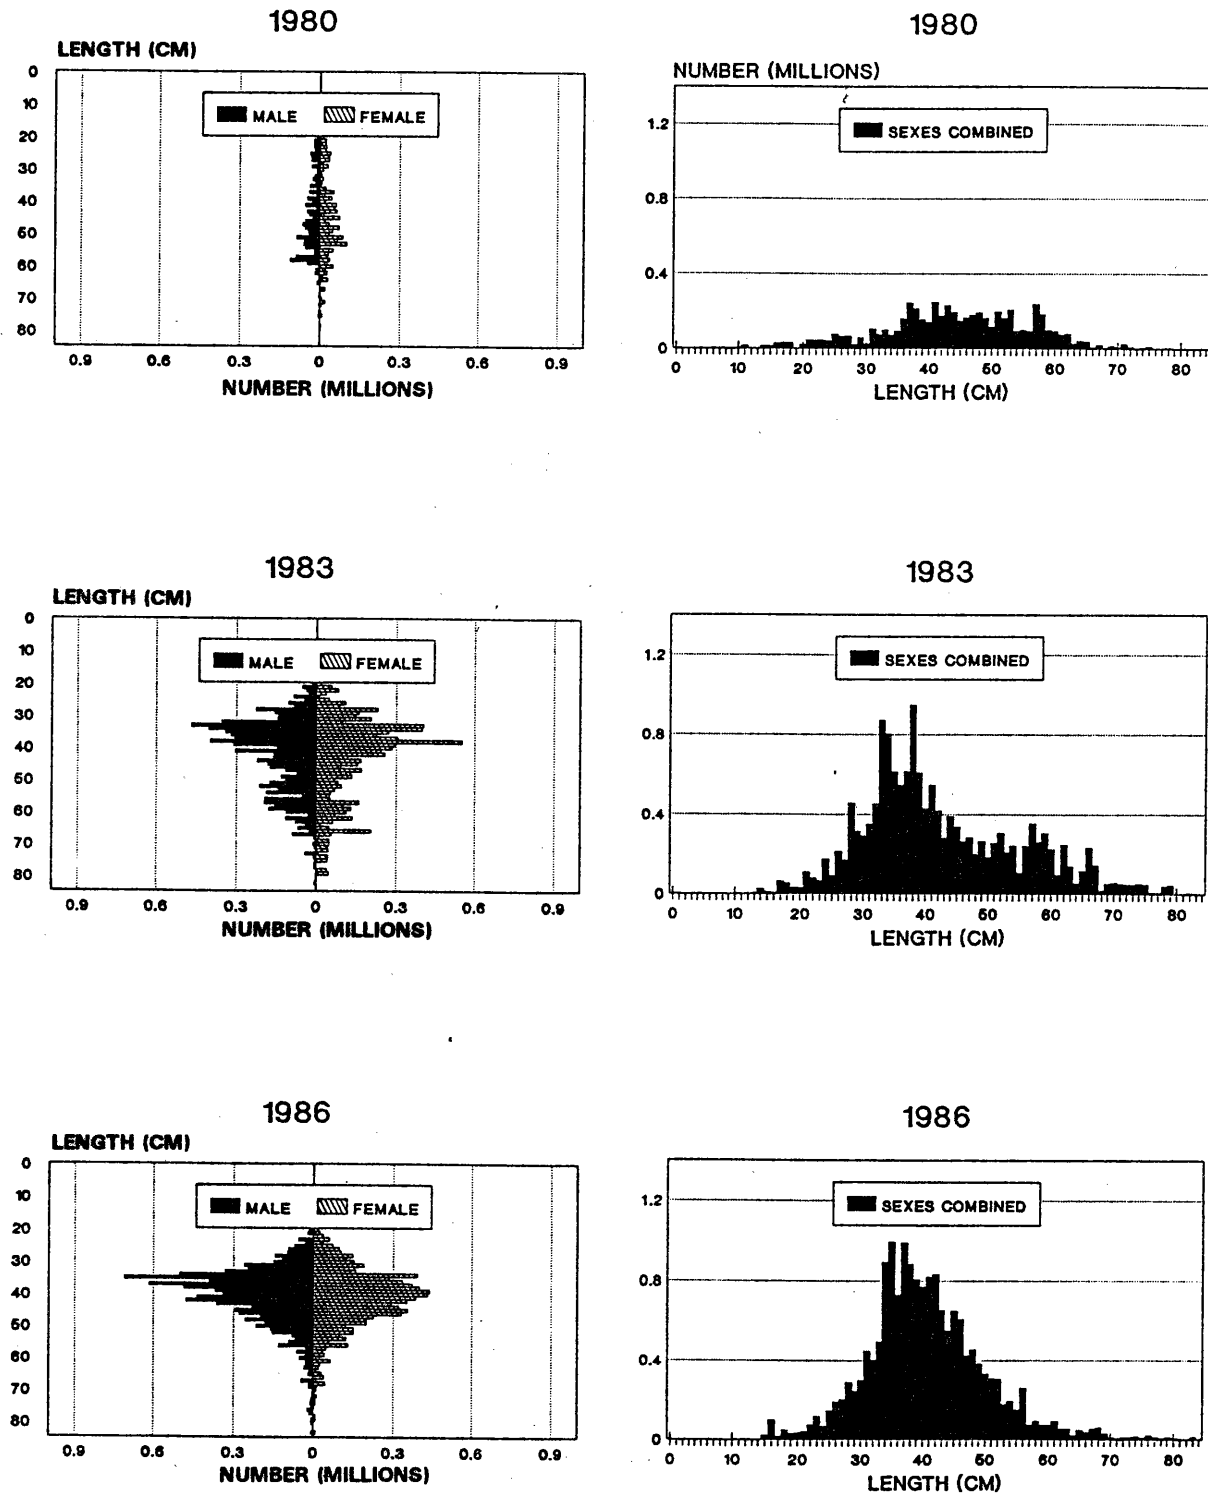 1980
LENGTH (CM)
0
10
20
30
40
50
60
70
80
MALE FEMALE
0.9 0.6 0.3 0 0.3 0.6 0.9
NUMBER (MILLIONS)
1980
NUMBER (MILLIONS)
1.2
0.8
0.4
0
SEXES COMBINED
0 10 20 30 40 50 60 70 80
LENGTH (CM)
1983
LENGTH (CM)
0
10
20
30
40
50
60
70
80
MALE FEMALE
0.9 0.6 0.3 0 0.3 0.6 0.9
NUMBER (MILLIONS)
1983
1.2
0.8
0.4
0
SEXES COMBINED
0 10 20 30 40 50 60 70 80
LENGTH (CM)
1986
LENGTH (CM)
0
10
20
30
40
50
60
70
80
MALE FEMALE
0.9 0.6 0.3 0 0.3 0.6 0.9
NUMBER (MILLIONS)
1986
1.2
0.8
0.4
0
SEXES COMBINED
0 10 20 30 40 50 60 70 80
LENGTH (CM)